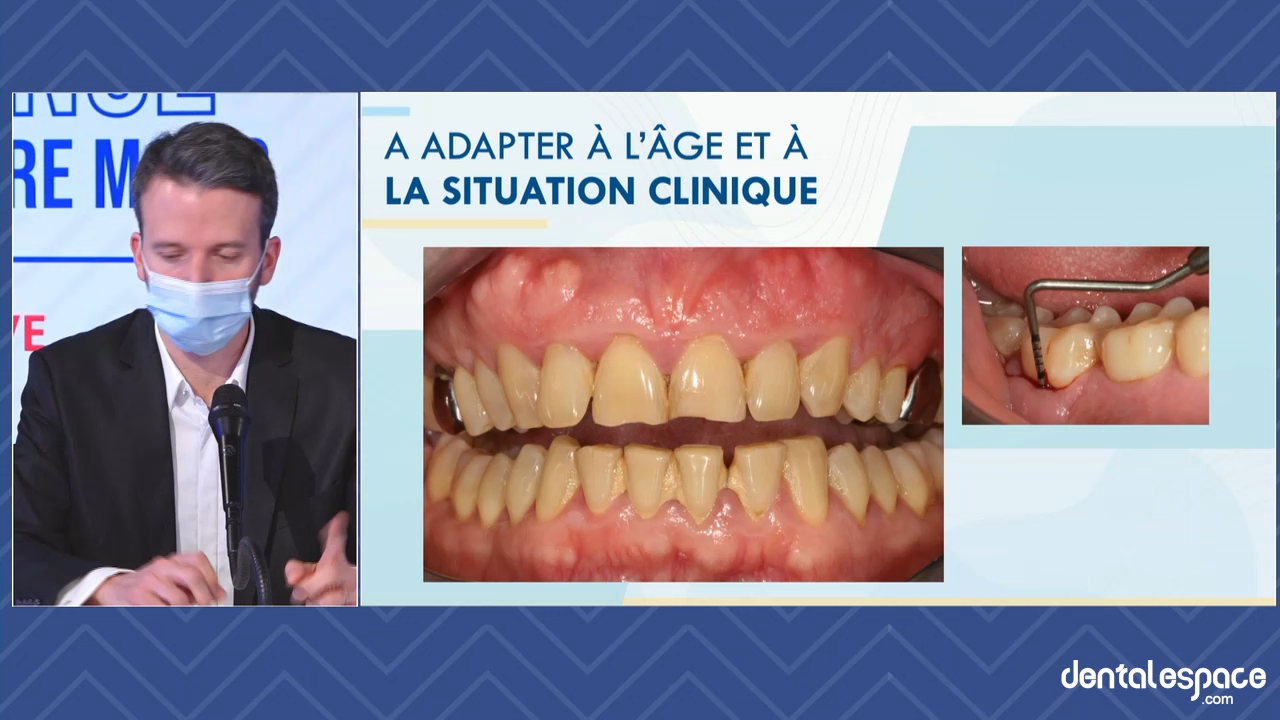 A ADAPTER À L'ÂGE ET À
LA SITUATION CLINIQUE
dentalespace
.com